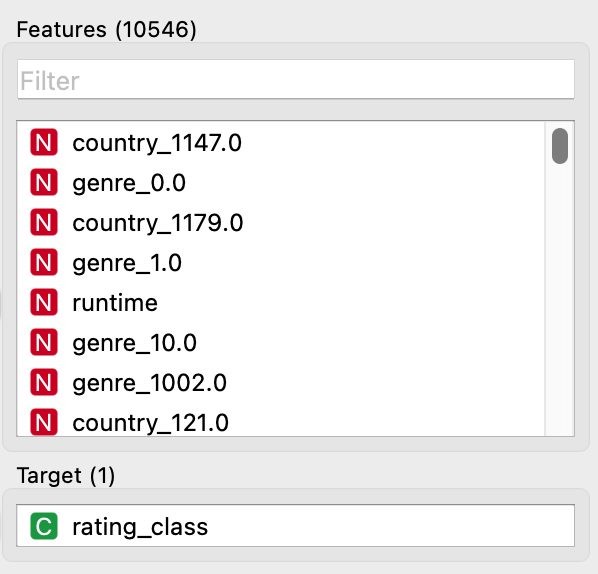 Features (10546)
Filter
N country_1147.0
N genre_0.0
N country_1179.0
N genre_1.0
N runtime
N genre_10.0
N genre_1002.0
N country_121.0
Target (1)
C rating_class